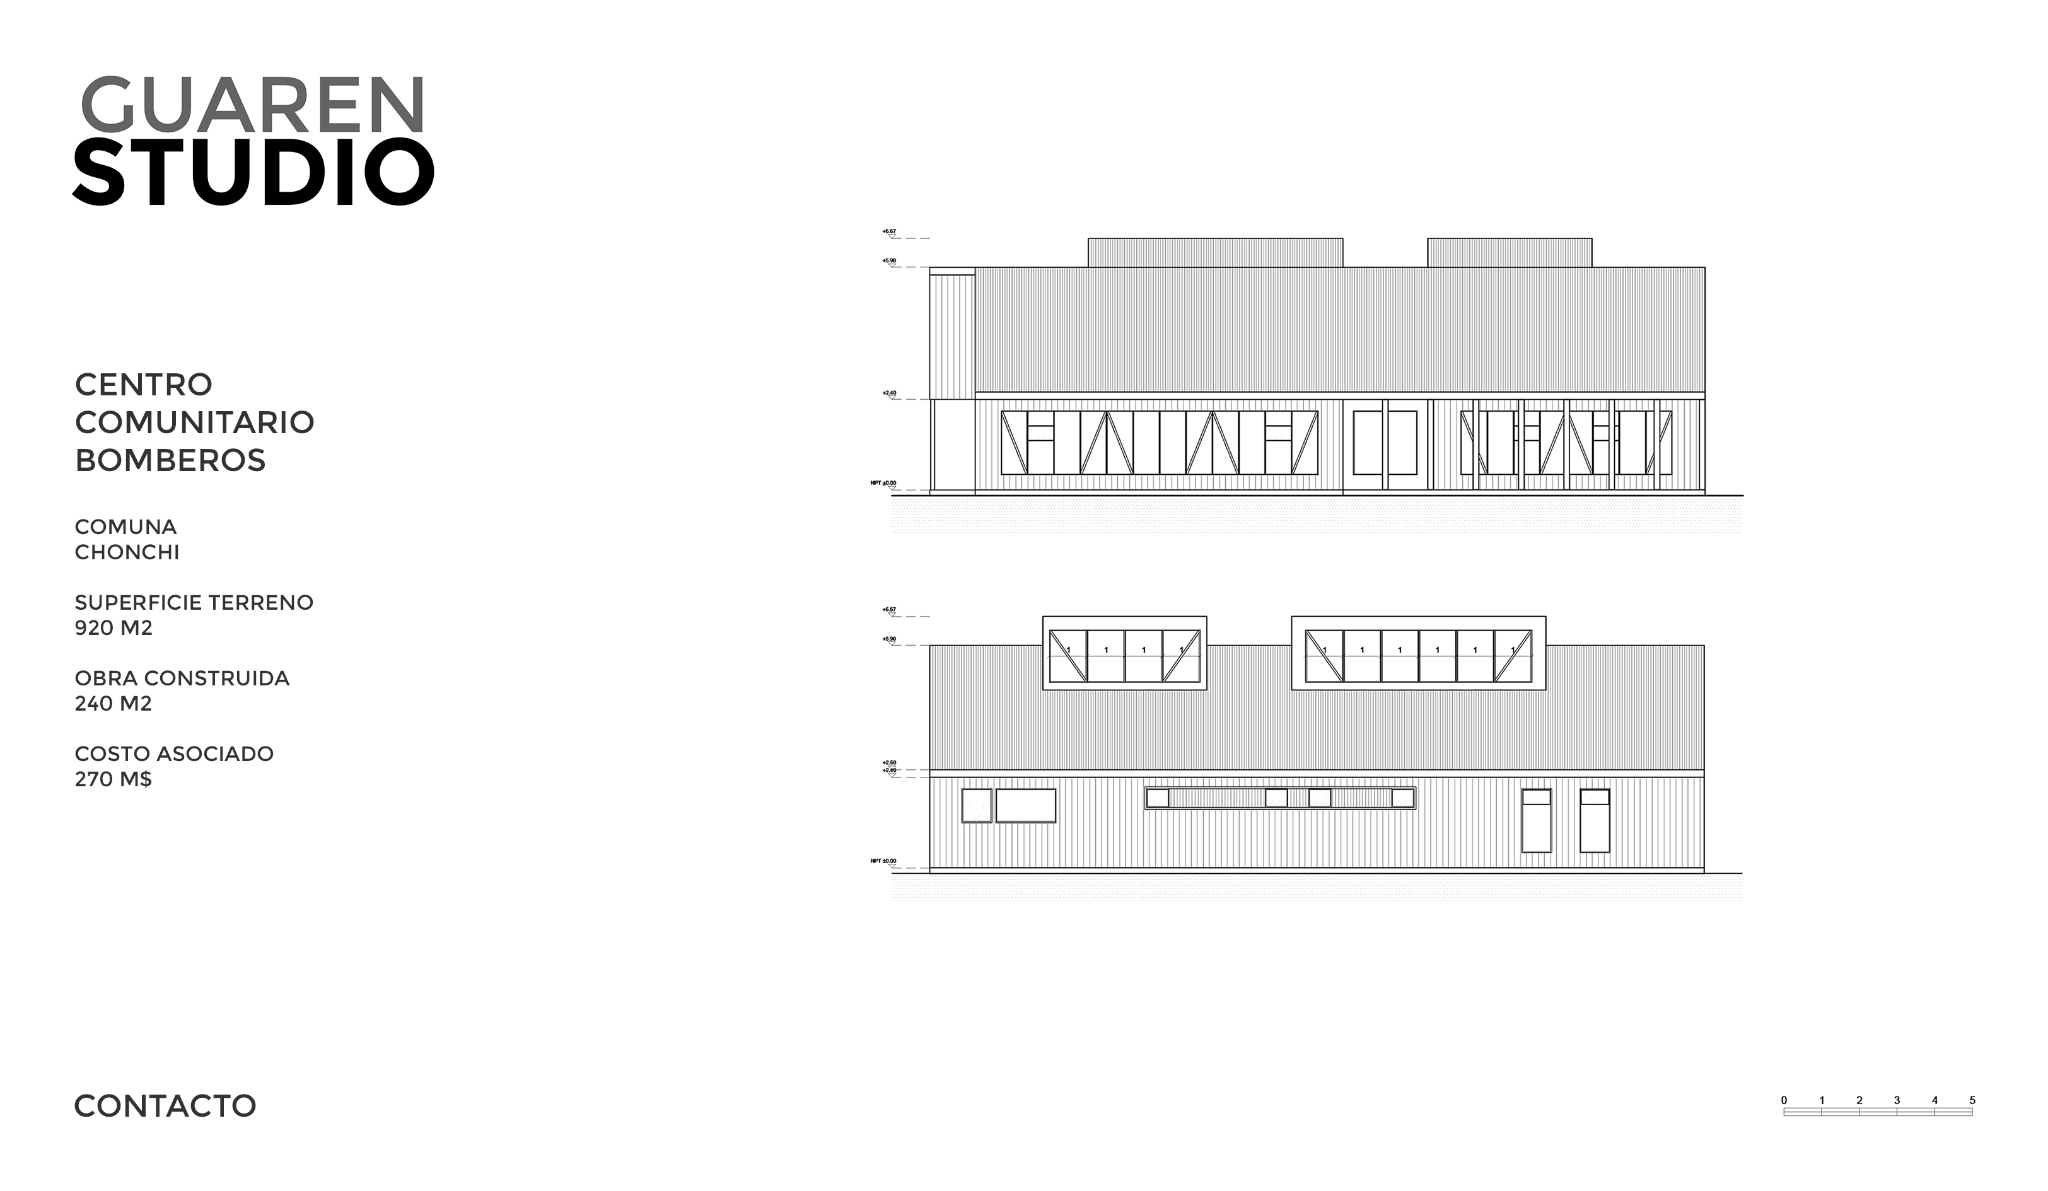 GUAREN
STUDIO
CENTRO
COMUNITARIO
BOMBEROS
COMUNA
CHONCHI
SUPERFICIE TERRENO
920 M2
OBRA CONSTRUIDA
240 M2
COSTO ASOCIADO
270 M$
CONTACTO
+6.67
+5.90
+2.40
NPT ±0.00
+6.67
+5.90
1 1 1 1 1 1 1 1 1 1
+2.60
+2.40
NPT ±0.00
0 1 2 3 4 5